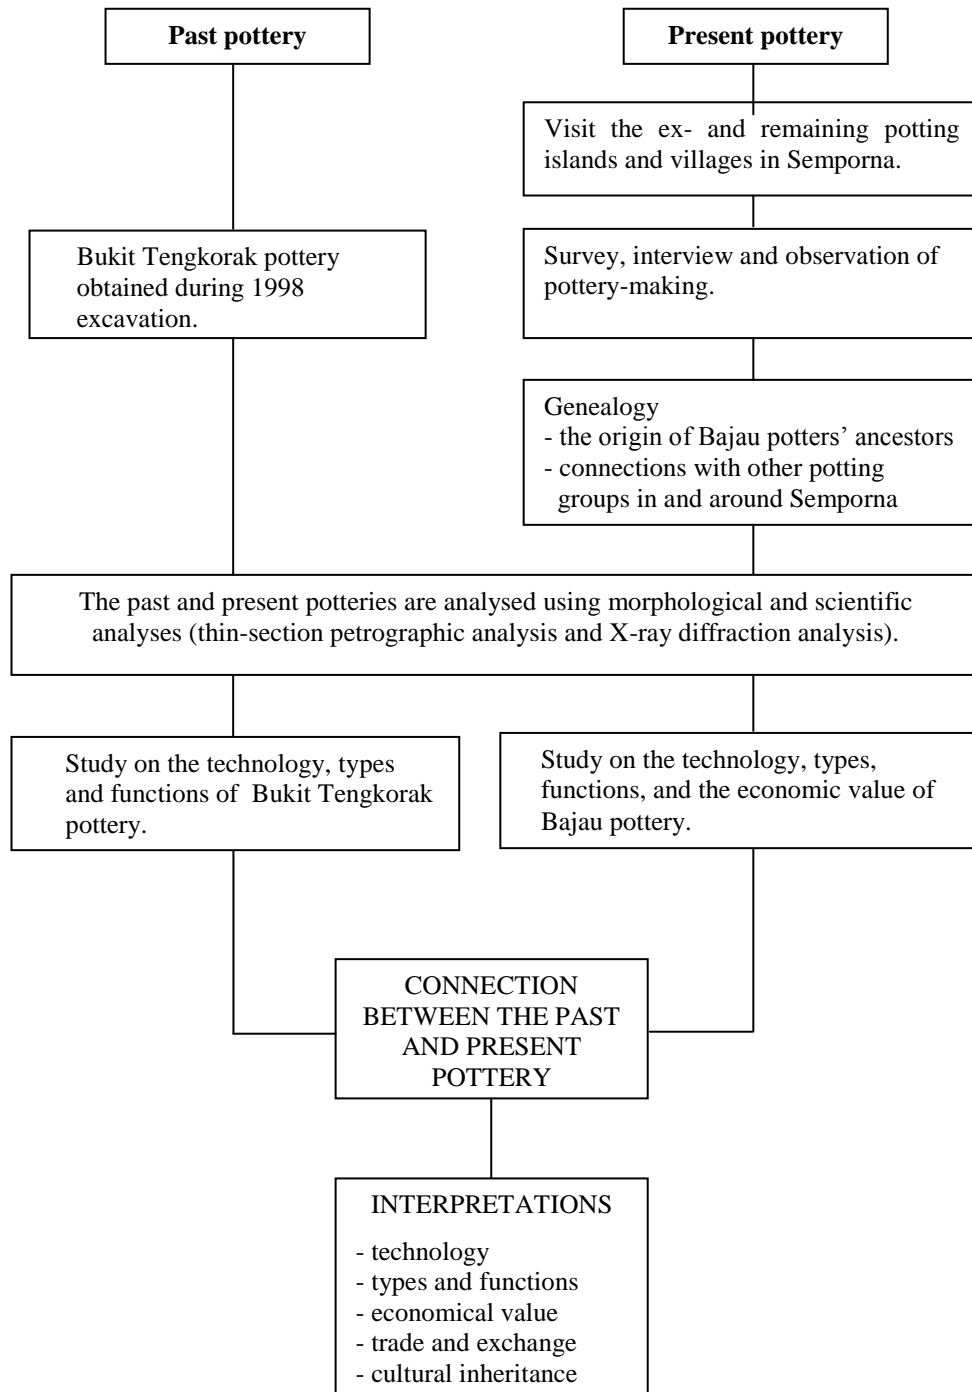 Past pottery
Present pottery
Visit the ex- and remaining potting
islands and villages in Semporna.
Bukit Tengkorak pottery
obtained during 1998
excavation.
Survey, interview and observation of
pottery-making.
Genealogy
- the origin of Bajau potters’ ancestors
- connections with other potting
groups in and around Semporna
The past and present potteries are analysed using morphological and scientific
analyses (thin-section petrographic analysis and X-ray diffraction analysis).
Study on the technology, types
and functions of Bukit Tengkorak
pottery.
Study on the technology, types,
functions, and the economic value of
Bajau pottery.
CONNECTION
BETWEEN THE PAST
AND PRESENT
POTTERY
INTERPRETATIONS
- technology
- types and functions
- economical value
- trade and exchange
- cultural inheritance